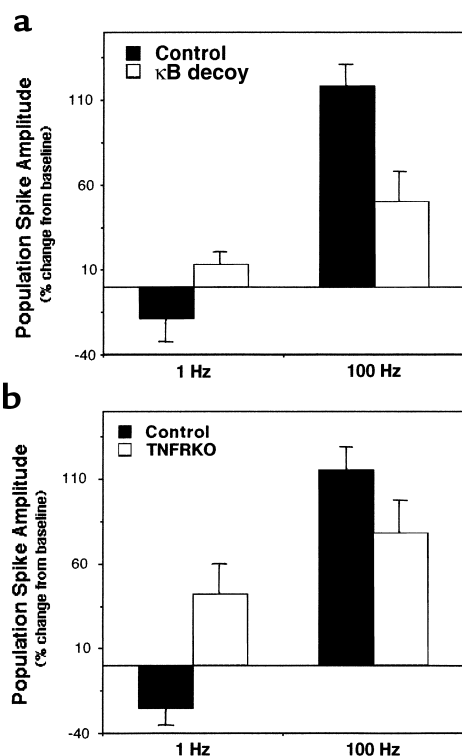 a
Control
κB decoy
Population Spike Amplitude
(% change from baseline)
110
60
10
-40
1 Hz
100 Hz
b
Control
TNFRKO
Population Spike Amplitude
(% change from baseline)
110
60
10
-40
1 Hz
100 Hz